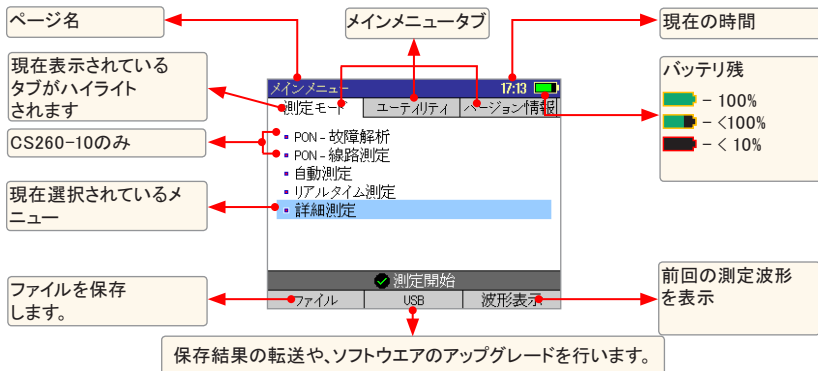 ページ名
メインメニュータブ
現在の時間
現在表示されている
タブがハイライト
されます
CS260-10のみ
現在選択されているメ
ニュー
ファイルを保存
します。
メインメニュー 17:13
測定モード ユーティリティ バージョン情報
PON-故障解析
PON-線路測定
自動測定
リアルタイム測定
詳細測定
測定開始
ファイル USB 波形表示
バッテリ残
- 100%
- <100%
- < 10%
前回の測定波形
を表示
保存結果の転送や、ソフトウエアのアップグレードを行います。